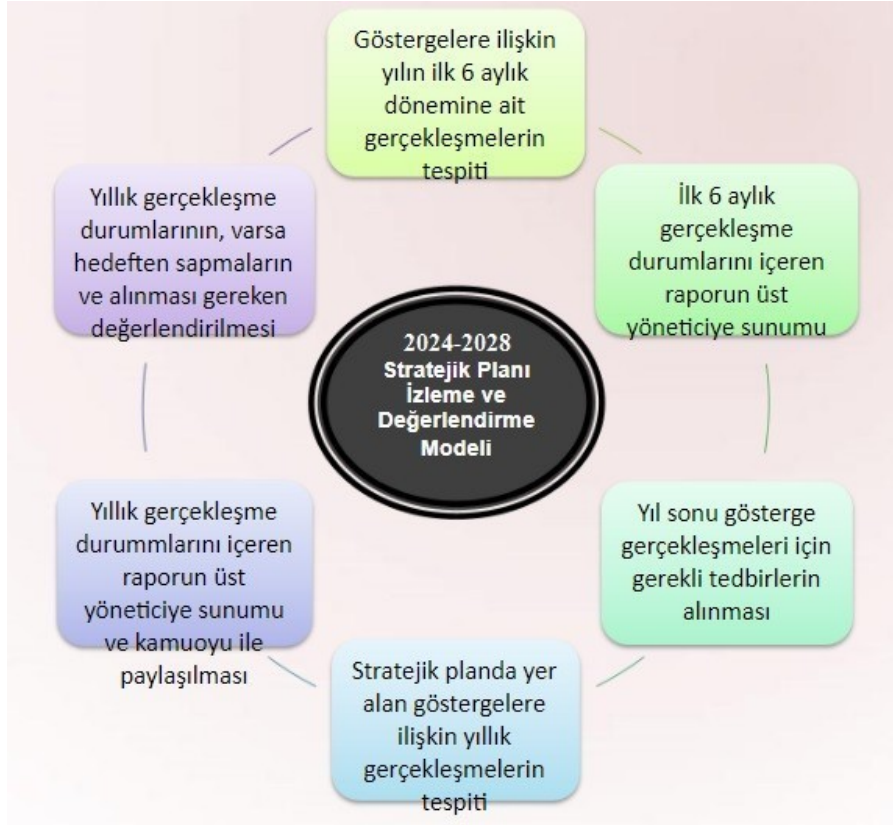 Göstergelere ilişkin
yılın ilk 6 aylık
dönemine ait
gerçekleşmelerin
tespiti
İlk 6 aylık
gerçekleşme
durumlarını içeren
raporun üst
yöneticiye sunumu
Yıl sonu gösterge
gerçekleşmeleri için
gerekli tedbirlerin
alınması
Stratejik planda yer
alan göstergelere
ilişkin yıllık
gerçekleşmelerin
tespiti
Yıllık gerçekleşme
durummlarını içeren
raporun üst
yöneticiye sunumu
ve kamuoyu ile
paylaşılması
Yıllık gerçekleşme
durumlarının, varsa
hedeften sapmaların
ve alınması gereken
değerlendirilmesi
2024-2028
Stratejik Planı
İzleme ve
Değerlendirme
Modeli